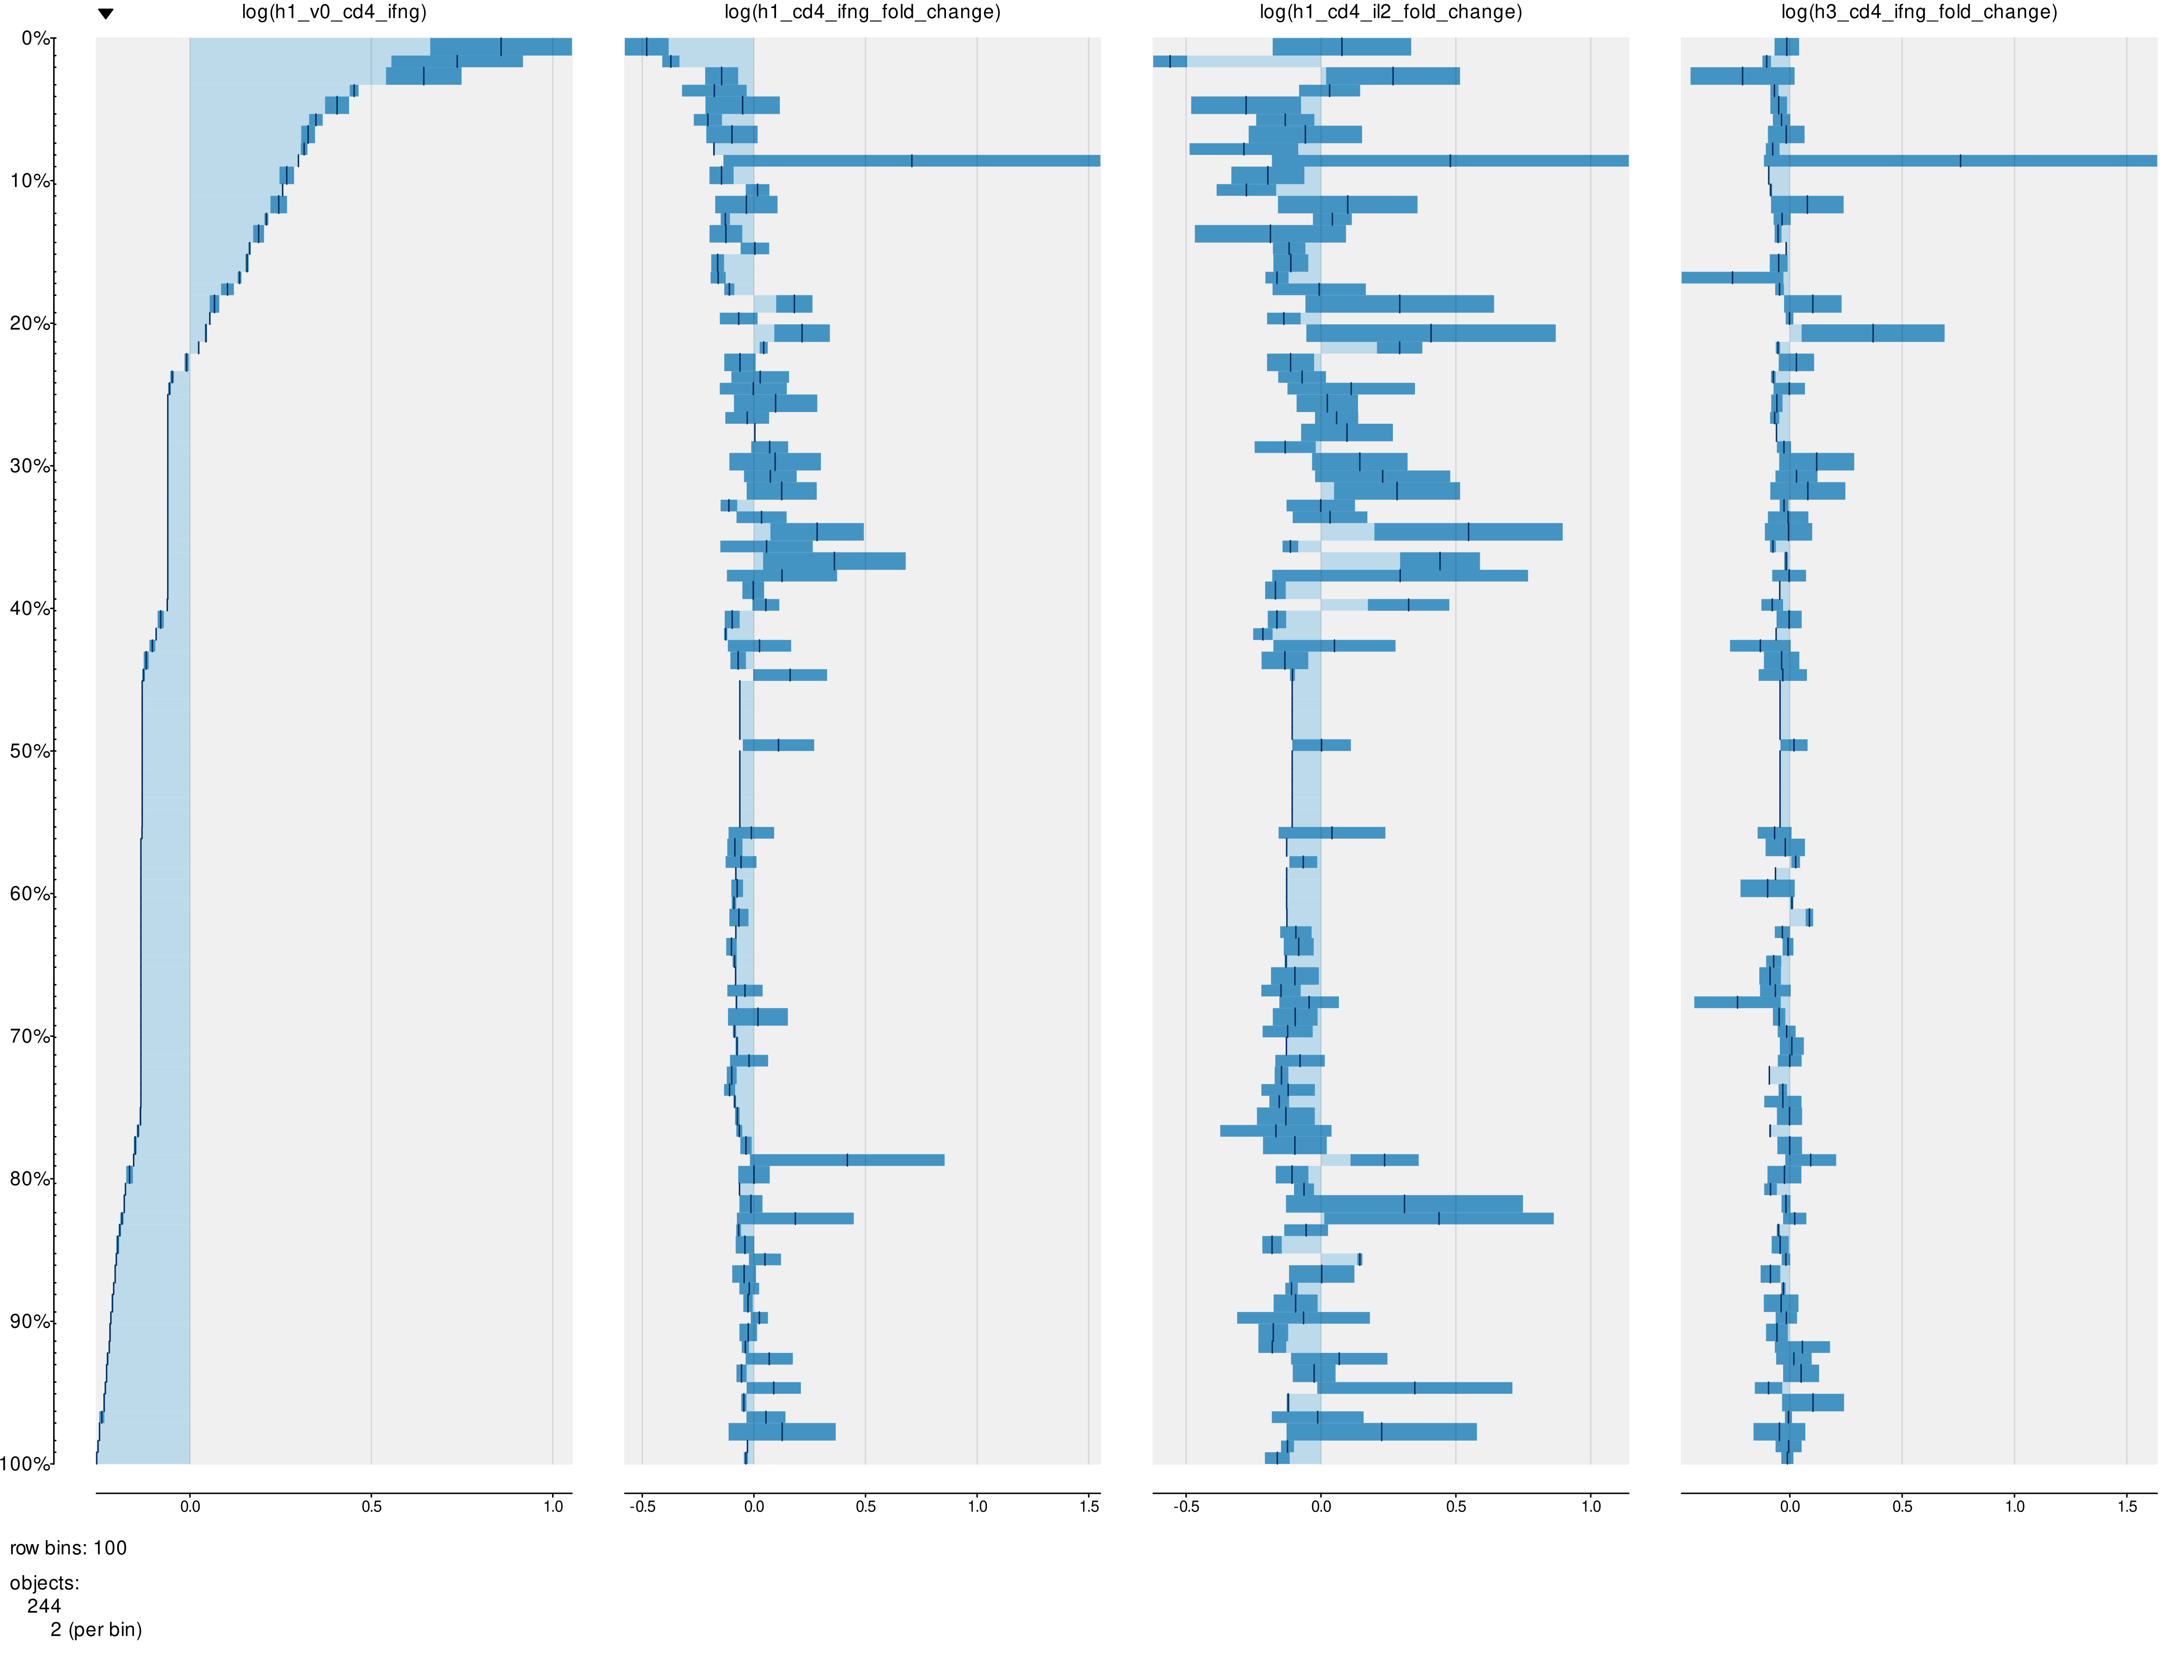 log(h1_v0_cd4_ifng) log(h1_cd4_ifng_fold_change) log(h1_cd4_il2_fold_change) log(h3_cd4_ifng_fold_change)
0%
10%
20%
30%
40%
50%
60%
70%
80%
90%
100%
0.0 0.5 1.0 -0.5 0.0 0.5 1.0 1.5 -0.5 0.0 0.5 1.0 0.0 0.5 1.0 1.5
row bins: 100
objects:
244
2 (per bin)